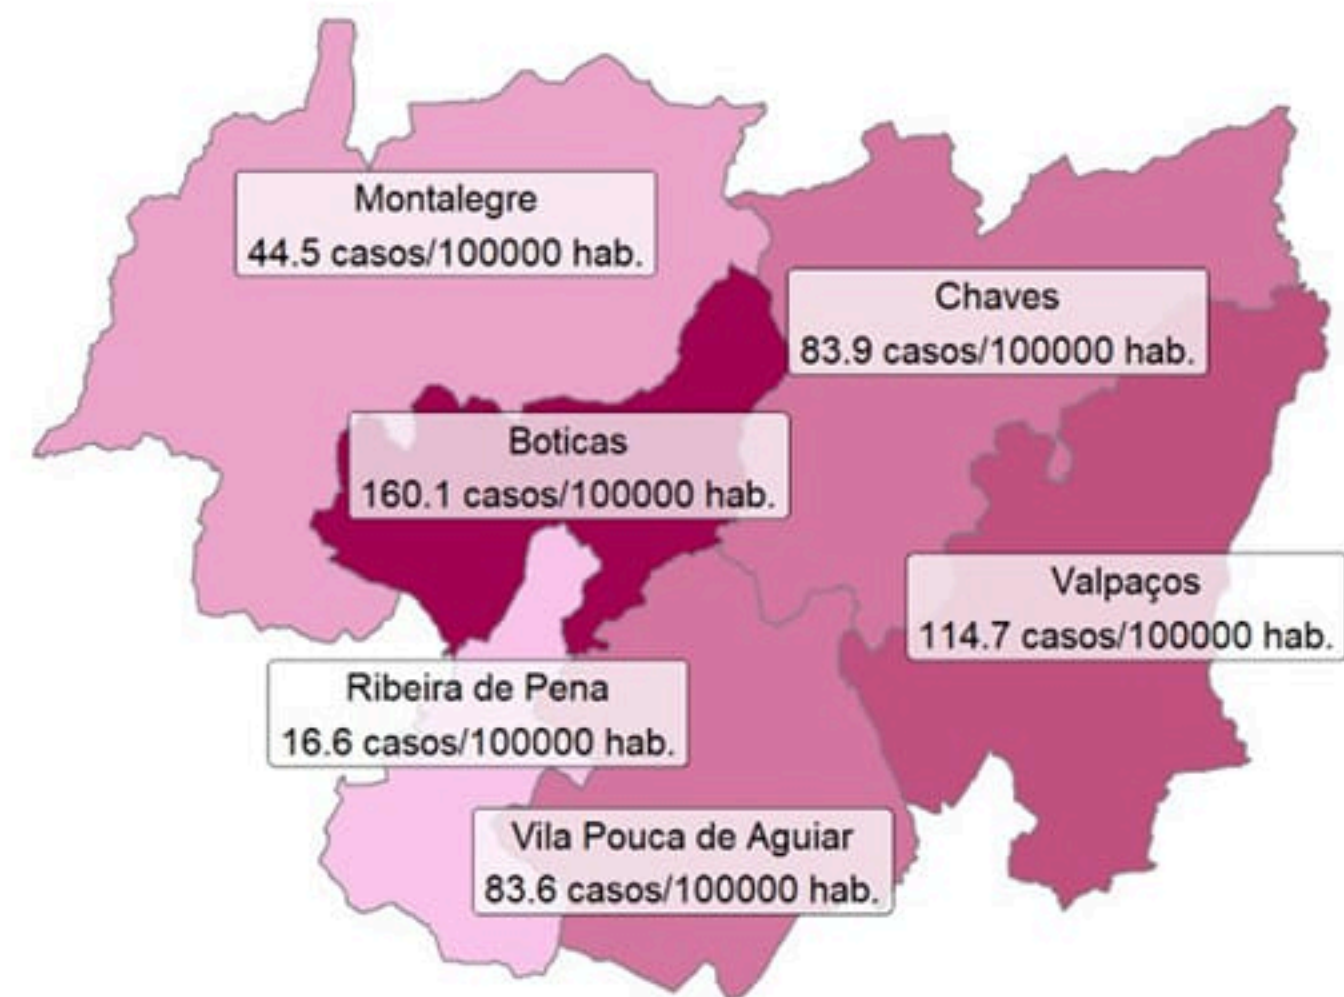 Montalegre
44.5 casos/100000 hab.
Chaves
83.9 casos/100000 hab.
Boticas
160.1 casos/100000 hab.
Valpaços
114.7 casos/100000 hab.
Ribeira de Pena
16.6 casos/100000 hab.
Vila Pouca de Aguiar
83.6 casos/100000 hab.